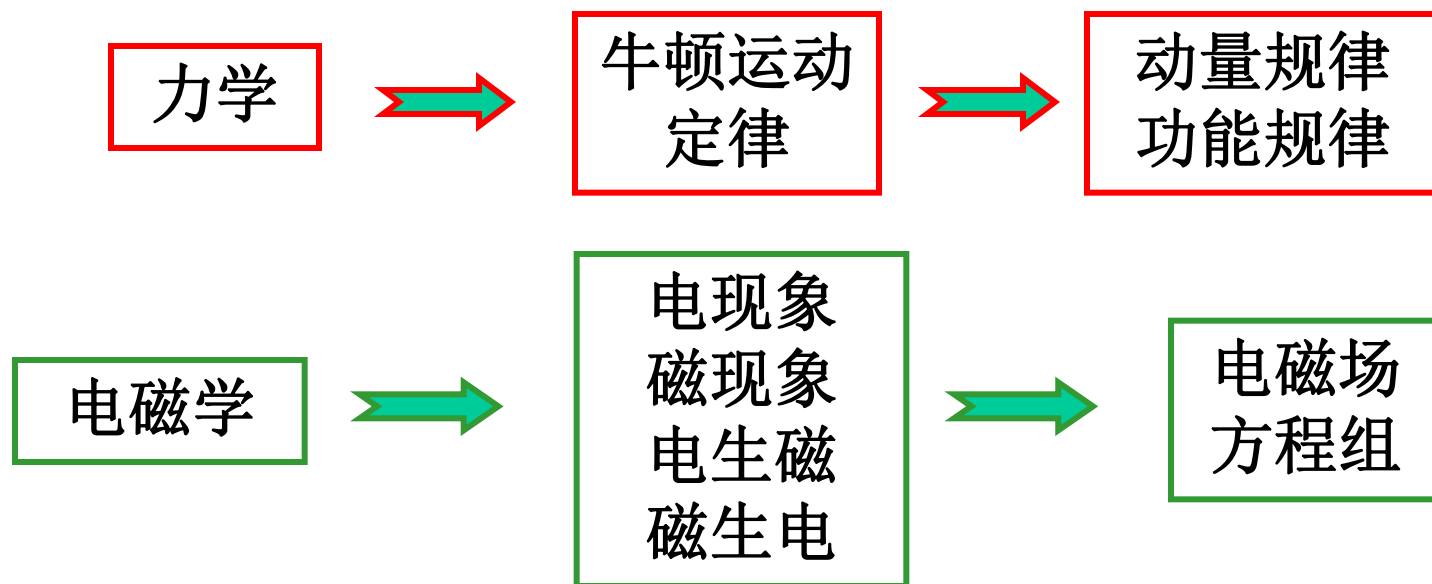 力学
牛顿运动
定律
动量规律
功能规律
电磁学
电现象
磁现象
电生磁
磁生电
电磁场
方程组